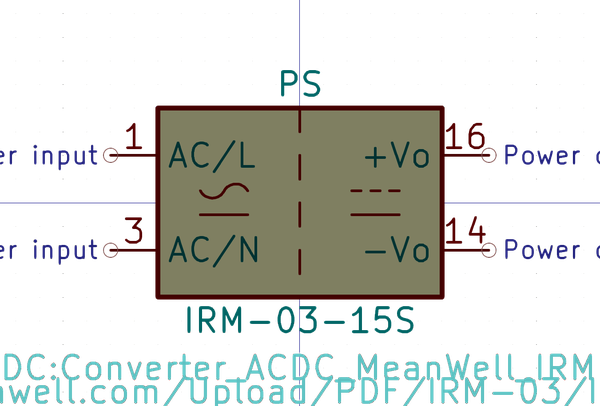 PS
1 16
er input AC/L +Vo Power
3 14
er input AC/N -Vo Power
IRM-03-15S
DC:Converter_ACDC_MeanWell_IRM
nwell.com/Upload/PDF/IRM-03/I